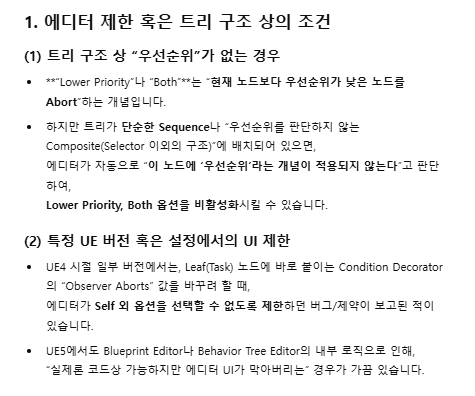 1. 에디터 제한 혹은 트리 구조 상의 조건
(1) 트리 구조 상 “우선순위”가 없는 경우
• **“Lower Priority”나 “Both”**는 “현재 노드보다 우선순위가 낮은 노드를
Abort”하는 개념입니다.
• 하지만 트리가 단순한 Sequence나 “우선순위를 판단하지 않는
Composite(Selector 이외의 구조)”에 배치되어 있으면,
에디터가 자동으로 “이 노드에 ‘우선순위’라는 개념이 적용되지 않는다”고 판단
하여,
Lower Priority, Both 옵션을 비활성화시킬 수 있습니다.
(2) 특정 UE 버전 혹은 설정에서의 UI 제한
• UE4 시절 일부 버전에서는, Leaf(Task) 노드에 바로 붙이는 Condition Decorator
의 “Observer Aborts” 값을 바꾸려 할 때,
에디터가 Self 외 옵션을 선택할 수 없도록 제한하던 버그/제약이 보고된 적이
있습니다.
• UE5에서도 Blueprint Editor나 Behavior Tree Editor의 내부 로직으로 인해,
“실제론 코드상 가능하지만 에디터 UI가 막아버리는” 경우가 가끔 있습니다.